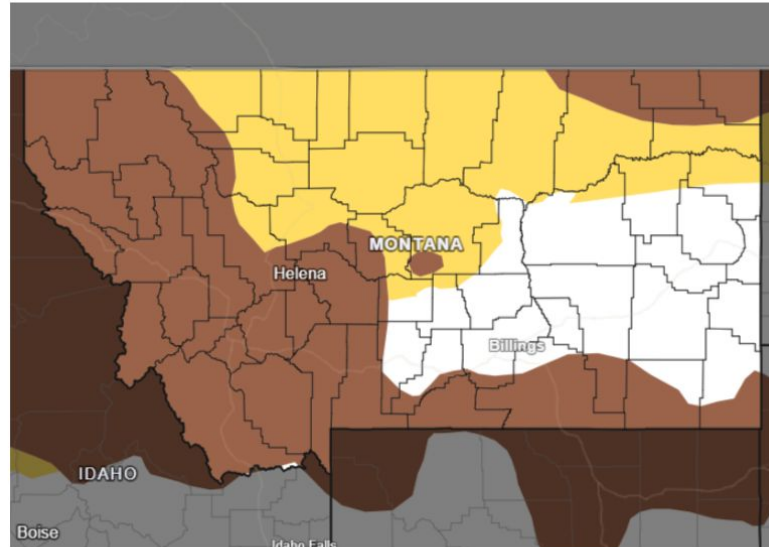 MONTANA
Helena
Billings
IDAHO
Boise
Idaho Falls